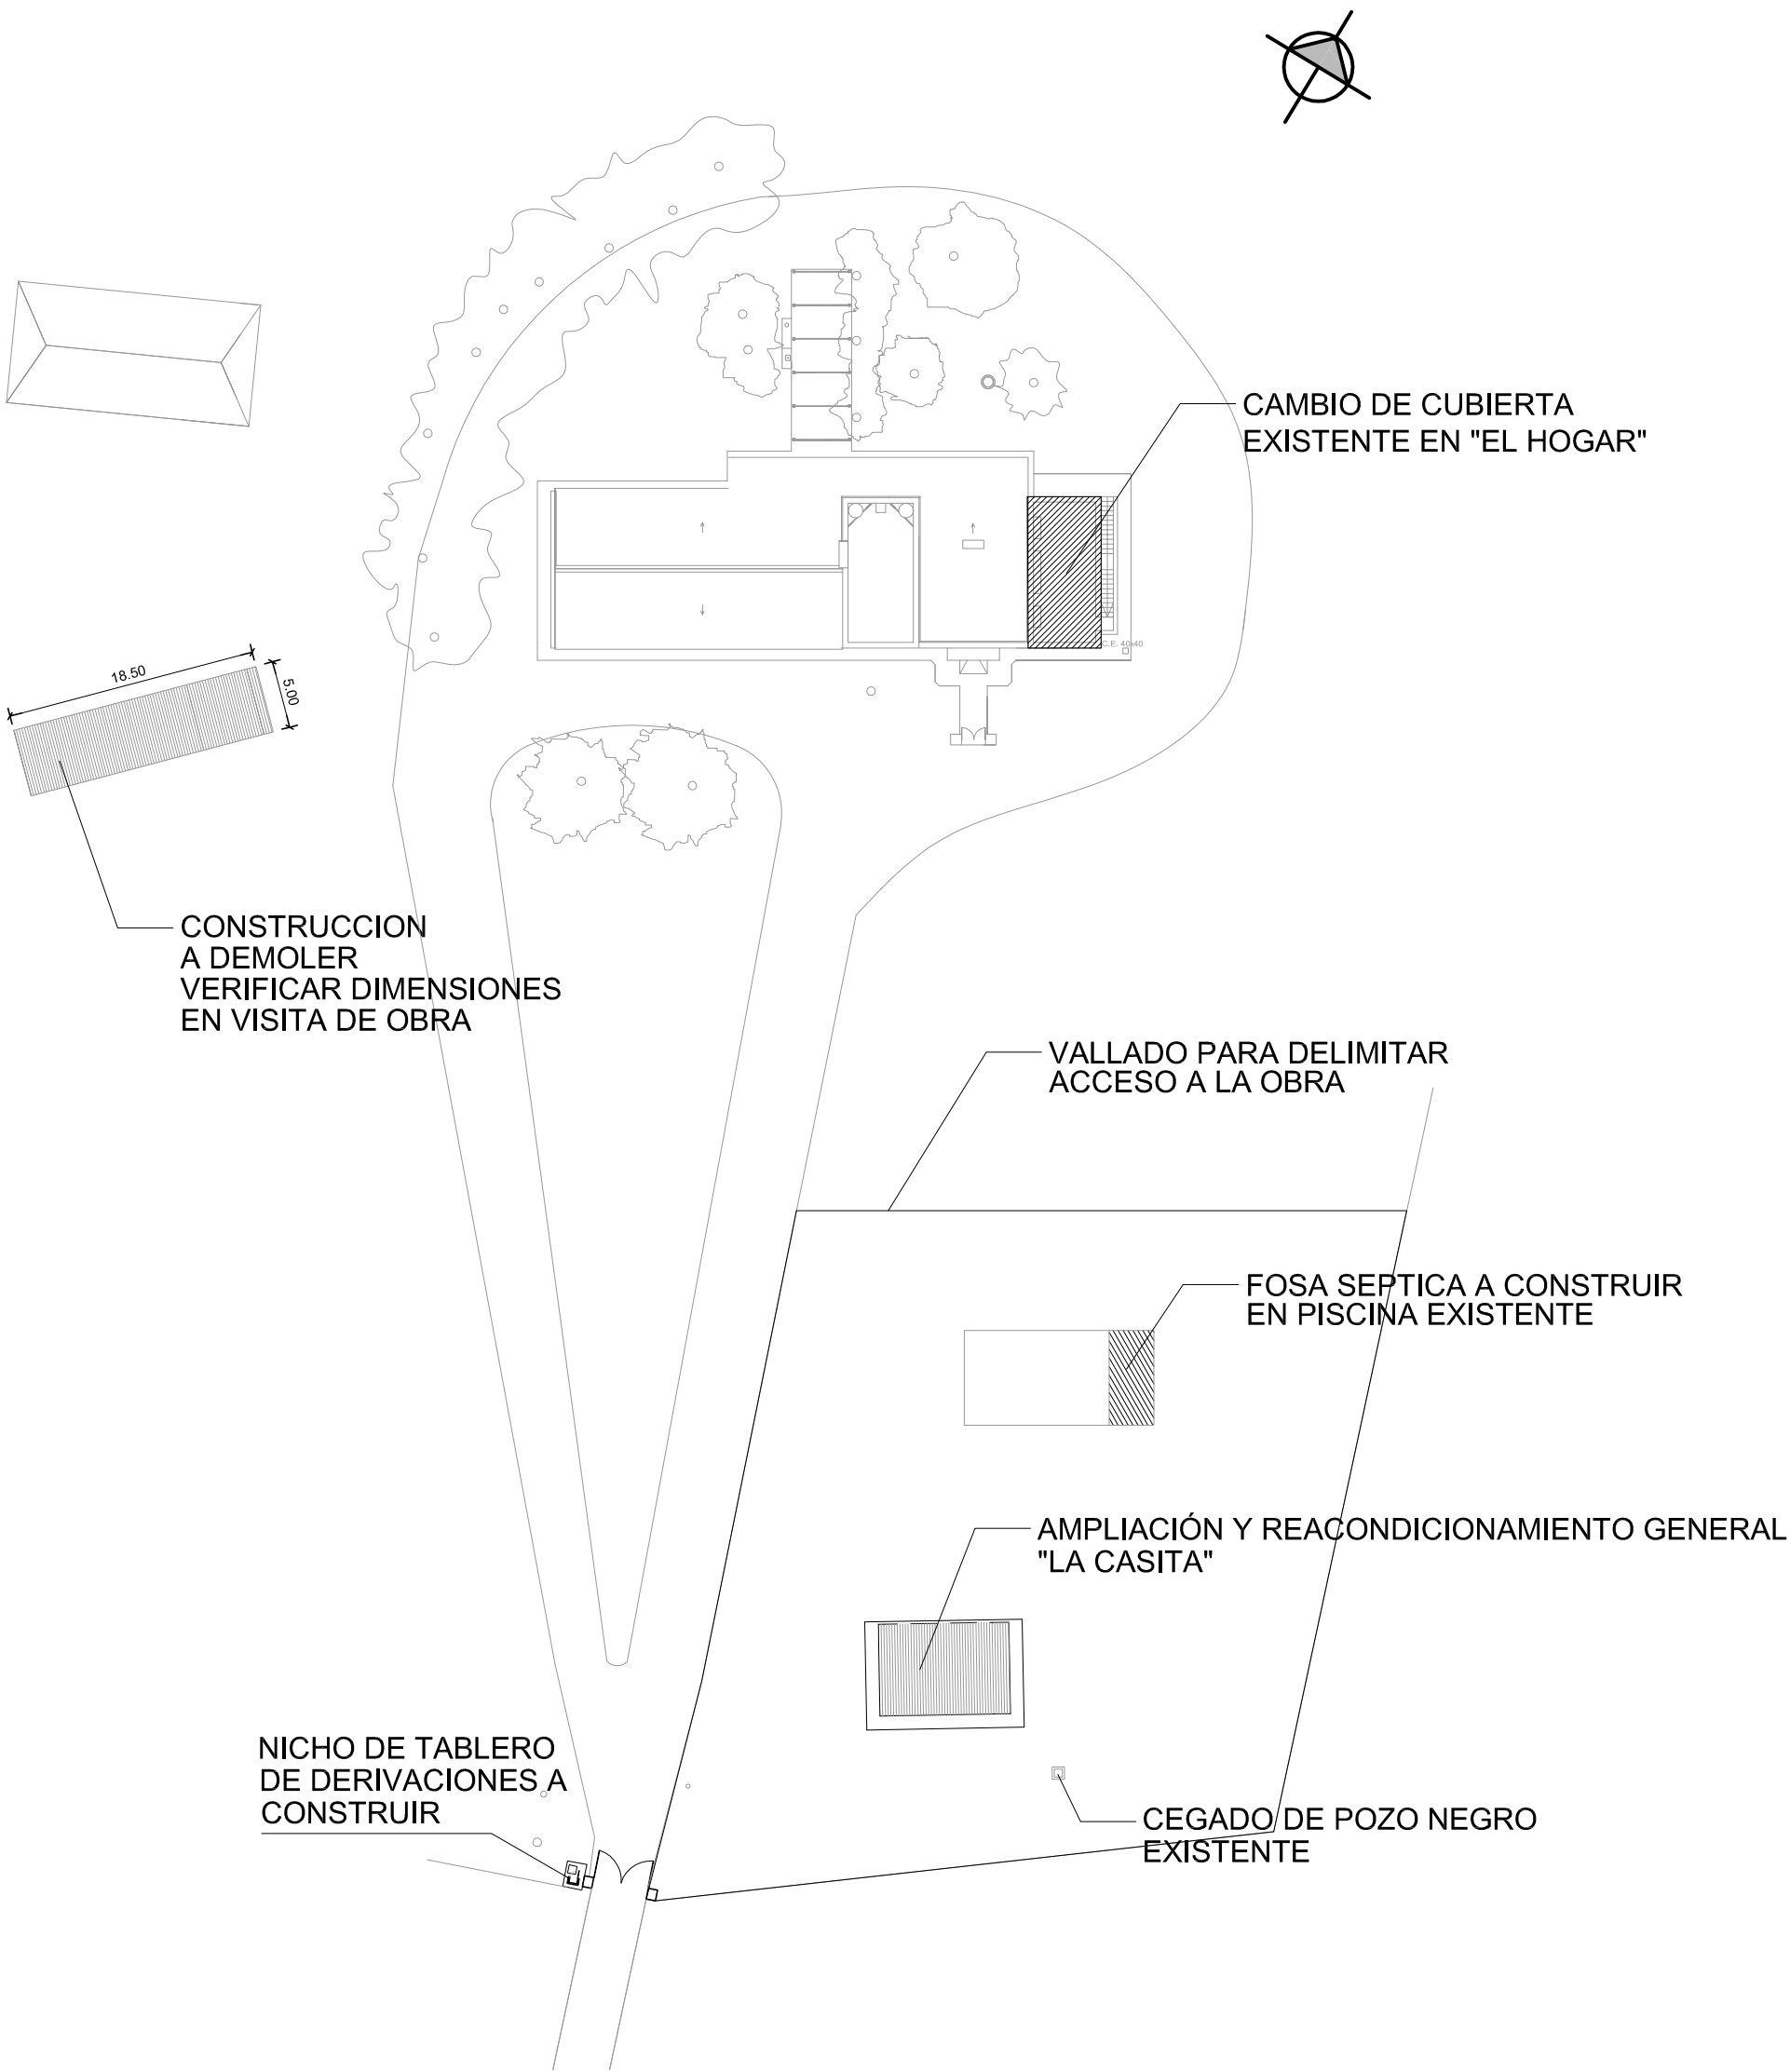 CAMBIO DE CUBIERTA
EXISTENTE EN "EL HOGAR"
C.E. 40x40
18.50
5.00
CONSTRUCCION
A DEMOLER
VERIFICAR DIMENSIONES
EN VISITA DE OBRA
VALLADO PARA DELIMITAR
ACCESO A LA OBRA
FOSA SEPTICA A CONSTRUIR
EN PISCINA EXISTENTE
AMPLIACIÓN Y REACONDICIONAMIENTO GENERAL
"LA CASITA"
NICHO DE TABLERO
DE DERIVACIONES A
CONSTRUIR
CEGADO DE POZO NEGRO
EXISTENTE